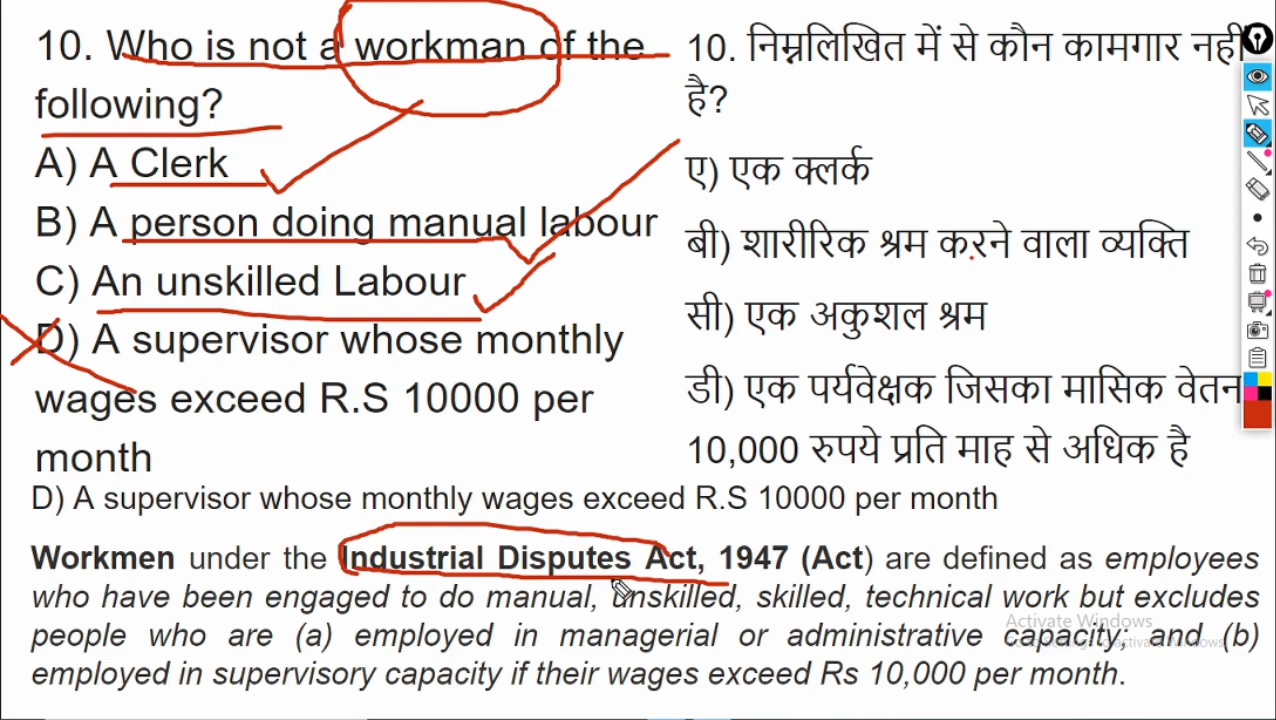 10. Who is not a workman of the
following?
A) A Clerk
B) A person doing manual labour
C) An unskilled Labour
D) A supervisor whose monthly
wages exceed R.S 10000 per
month
10. निम्नलिखित में से कौन कामगार नहीं
है?
ए) एक क्लर्क
बी) शारीरिक श्रम करने वाला व्यक्ति
सी) एक अकुशल श्रम
डी) एक पर्यवेक्षक जिसका मासिक वेतन
10,000 रुपये प्रति माह से अधिक है
D) A supervisor whose monthly wages exceed R.S 10000 per month
Workmen under the Industrial Disputes Act, 1947 (Act) are defined as employees
who have been engaged to do manual, unskilled, skilled, technical work but excludes
people who are (a) employed in managerial or administrative capacity; and (b)
employed in supervisory capacity if their wages exceed Rs 10,000 per month.
Activate Windows